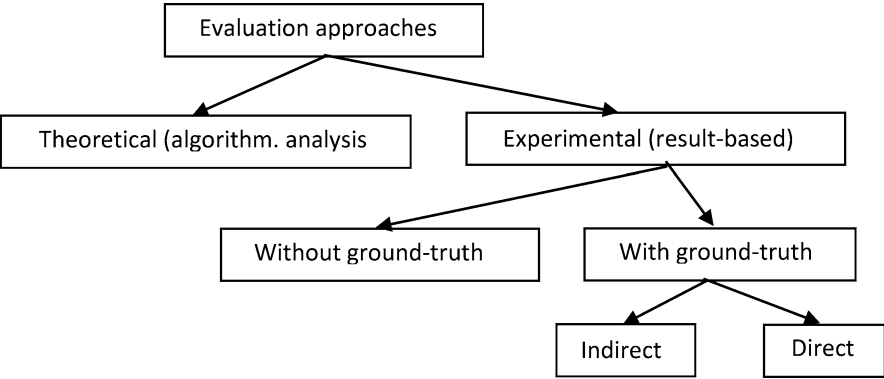 Evaluation approaches
Theoretical (algorithm. analysis
Experimental (result-based)
Without ground-truth
With ground-truth
Indirect
Direct